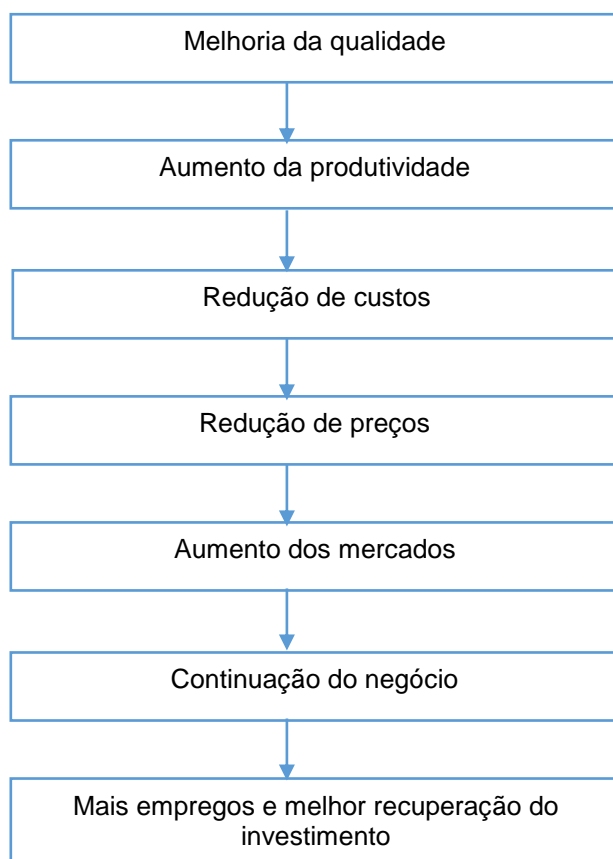 Melhoria da qualidade
Aumento da produtividade
Redução de custos
Redução de preços
Aumento dos mercados
Continuação do negócio
Mais empregos e melhor recuperação do
investimento